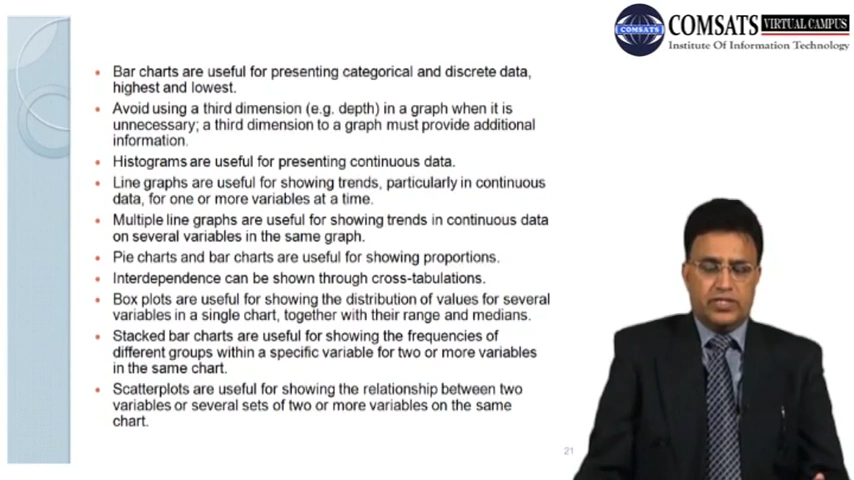 COMSATS
COMSATS VIRTUAL CAMPUS
Institute Of Information Technology
Bar charts are useful for presenting categorical and discrete data,
highest and lowest.
Avoid using a third dimension (e.g. depth) in a graph when it is
unnecessary; a third dimension to a graph must provide additional
information.
Histograms are useful for presenting continuous data.
Line graphs are useful for showing trends, particularly in continuous
data, for one or more variables at a time.
Multiple line graphs are useful for showing trends in continuous data
on several variables in the same graph.
Pie charts and bar charts are useful for showing proportions.
Interdependence can be shown through cross-tabulations.
Box plots are useful for showing the distribution of values for several
variables in a single chart, together with their range and medians.
Stacked bar charts are useful for showing the frequencies of
different groups within a specific variable for two or more variables
in the same chart.
Scatterplots are useful for showing the relationship between two
variables or several sets of two or more variables on the same
chart.
21